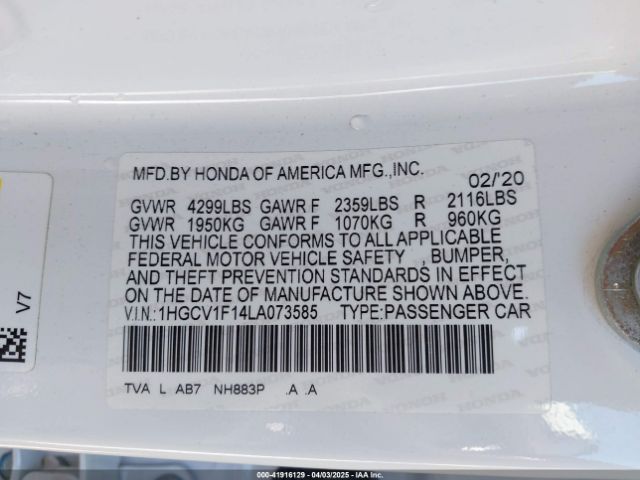 MFD.BY HONDA OF AMERICA MFG.,INC. 02/'20
GVWR 4299LBS GAWR F 2359LBS R 2116LBS
GVWR 1950KG GAWR F 1070KG R 960KG
THIS VEHICLE CONFORMS TO ALL APPLICABLE
FEDERAL MOTOR VEHICLE SAFETY , BUMPER,
AND THEFT PREVENTION STANDARDS IN EFFECT
ON THE DATE OF MANUFACTURE SHOWN ABOVE.
V.I.N.:1HGCV1F14LA073585 TYPE:PASSENGER CAR
TVA L AB7 NH883P .A .A
V7
000-41916129 - 04/03/2025 - IAA Inc.